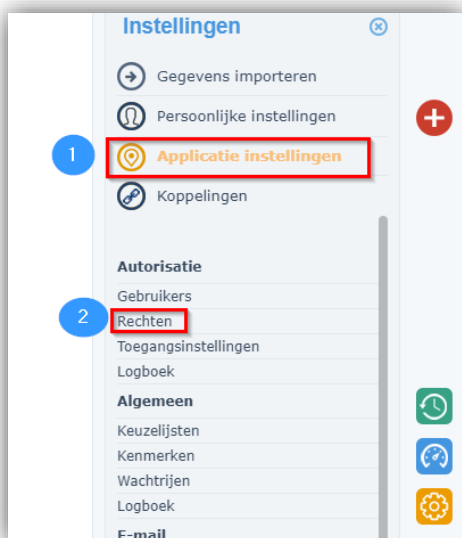 Instellingen
Gegevens importeren
Persoonlijke instellingen
1
Applicatie instellingen
Koppelingen
Autorisatie
Gebruikers
2
Rechten
Toegangsinstellingen
Logboek
Algemeen
Keuzelijsten
Kenmerken
Wachtrijen
Logboek
E-mail